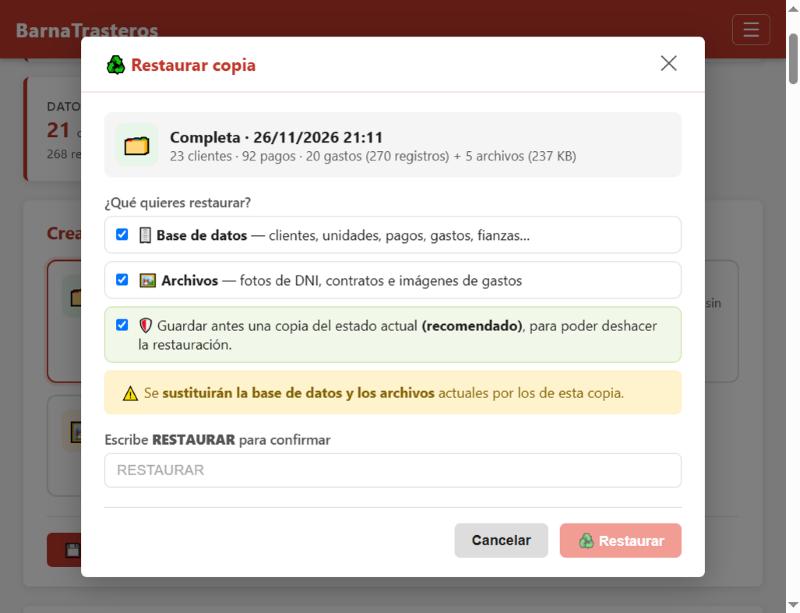 BarnaTrasteros
Restaurar copia
DATO
21
268 re
Completa · 26/11/2026 21:11
23 clientes · 92 pagos · 20 gastos (270 registros) + 5 archivos (237 KB)
¿Qué quieres restaurar?
Crea
Base de datos — clientes, unidades, pagos, gastos, fianzas...
Archivos — fotos de DNI, contratos e imágenes de gastos
sin
Guardar antes una copia del estado actual (recomendado), para poder deshacer
la restauración.
Se sustituirán la base de datos y los archivos actuales por los de esta copia.
Escribe RESTAURAR para confirmar
RESTAURAR
Cancelar
Restaurar